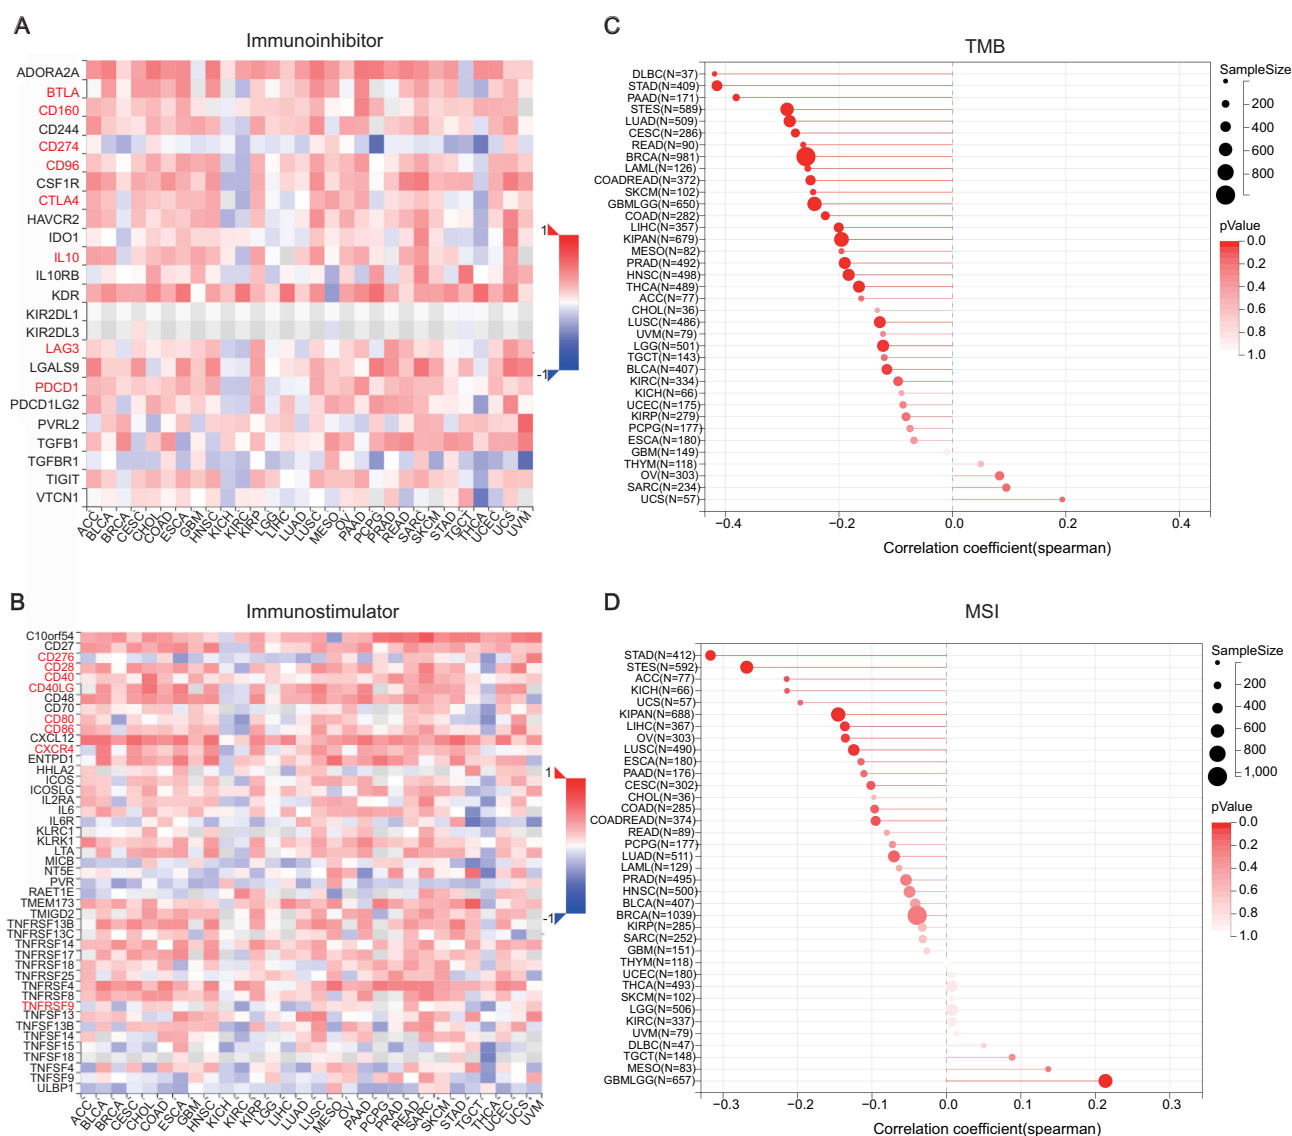 A
Immunoinhibitor
ADORA2A
BTLA
CD160
CD244
CD274
CD96
CSF1R
CTLA4
HAVCR2
IDO1
IL10
IL10RB
KDR
KIR2DL1
KIR2DL3
LAG3
LGALS9
PDCD1
PDCD1LG2
PVRL2
TGFB1
TGFBR1
TIGIT
VTCN1
ACC
BLCA
BRCA
CESC
CHOL
COAD
ESCA
GBM
HNSC
KICH
KIRC
KIRP
LGG
LIHC
LUAD
LUSC
MESO
OV
PAAD
PCPG
PRAD
READ
SARC
SKCM
STAD
TGCT
THCA
UCEC
UCS
UVM
1
-1
B
Immunostimulator
C10orf54
CD27
CD276
CD28
CD40
CD40LG
CD48
CD70
CD80
CD86
CXCL12
CXCR4
ENTPD1
HHLA2
ICOS
ICOSLG
IL2RA
IL6
IL6R
KLRC1
KLRK1
LTA
MICB
NT5E
PVR
RAET1E
TMEM173
TMIGD2
TNFRSF13B
TNFRSF13C
TNFRSF14
TNFRSF17
TNFRSF18
TNFRSF25
TNFRSF4
TNFRSF8
TNFRSF9
TNFSF13
TNFSF13B
TNFSF14
TNFSF15
TNFSF18
TNFSF4
TNFSF9
ULBP1
ACC
BLCA
BRCA
CESC
CHOL
COAD
ESCA
GBM
HNSC
KICH
KIRC
KIRP
LGG
LIHC
LUAD
LUSC
MESO
OV
PAAD
PCPG
PRAD
READ
SARC
SKCM
STAD
TGCT
THCA
UCEC
UCS
UVM
1
-1
C
TMB
DLBC(N=37)
STAD(N=409)
PAAD(N=171)
STES(N=589)
LUAD(N=509)
CESC(N=286)
READ(N=90)
BRCA(N=981)
LAML(N=126)
COADREAD(N=372)
SKCM(N=102)
GBMLGG(N=650)
COAD(N=282)
LIHC(N=357)
KIPAN(N=679)
MESO(N=82)
PRAD(N=492)
HNSC(N=498)
THCA(N=489)
ACC(N=77)
CHOL(N=36)
LUSC(N=486)
UVM(N=79)
LGG(N=501)
TGCT(N=143)
BLCA(N=407)
KIRC(N=334)
KICH(N=66)
UCEC(N=175)
KIRP(N=279)
PCPG(N=177)
ESCA(N=180)
GBM(N=149)
THYM(N=118)
OV(N=303)
SARC(N=234)
UCS(N=57)
−0.4 −0.2 0.0 0.2 0.4
Correlation coefficient(spearman)
SampleSize
200
400
600
800
pValue
0.0
0.2
0.4
0.6
0.8
1.0
D
MSI
STAD(N=412)
STES(N=592)
ACC(N=77)
KICH(N=66)
UCS(N=57)
KIPAN(N=688)
LIHC(N=367)
OV(N=303)
LUSC(N=490)
ESCA(N=180)
PAAD(N=176)
CESC(N=302)
CHOL(N=36)
COAD(N=285)
COADREAD(N=374)
READ(N=89)
PCPG(N=177)
LUAD(N=511)
LAML(N=129)
PRAD(N=495)
HNSC(N=500)
BLCA(N=407)
BRCA(N=1039)
KIRP(N=285)
SARC(N=252)
GBM(N=151)
THYM(N=118)
UCEC(N=180)
THCA(N=493)
SKCM(N=102)
LGG(N=506)
KIRC(N=337)
UVM(N=79)
DLBC(N=47)
TGCT(N=148)
MESO(N=83)
GBMLGG(N=657)
−0.3 −0.2 −0.1 0.0 0.1 0.2 0.3
Correlation coefficient(spearman)
SampleSize
200
400
600
800
1,000
pValue
0.0
0.2
0.4
0.6
0.8
1.0